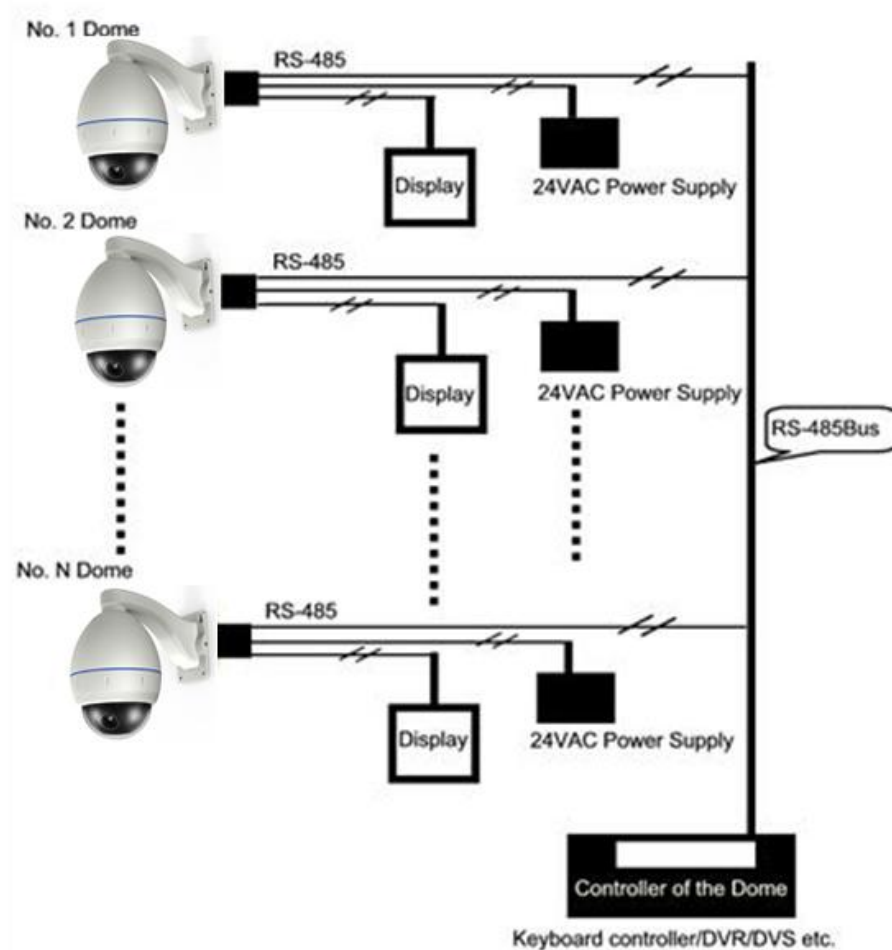 No. 1 Dome
RS-485
Display
24VAC Power Supply
No. 2 Dome
RS-485
Display
24VAC Power Supply
RS-485Bus
No. N Dome
RS-485
Display
24VAC Power Supply
Controller of the Dome
Keyboard controller/DVR/DVS etc.